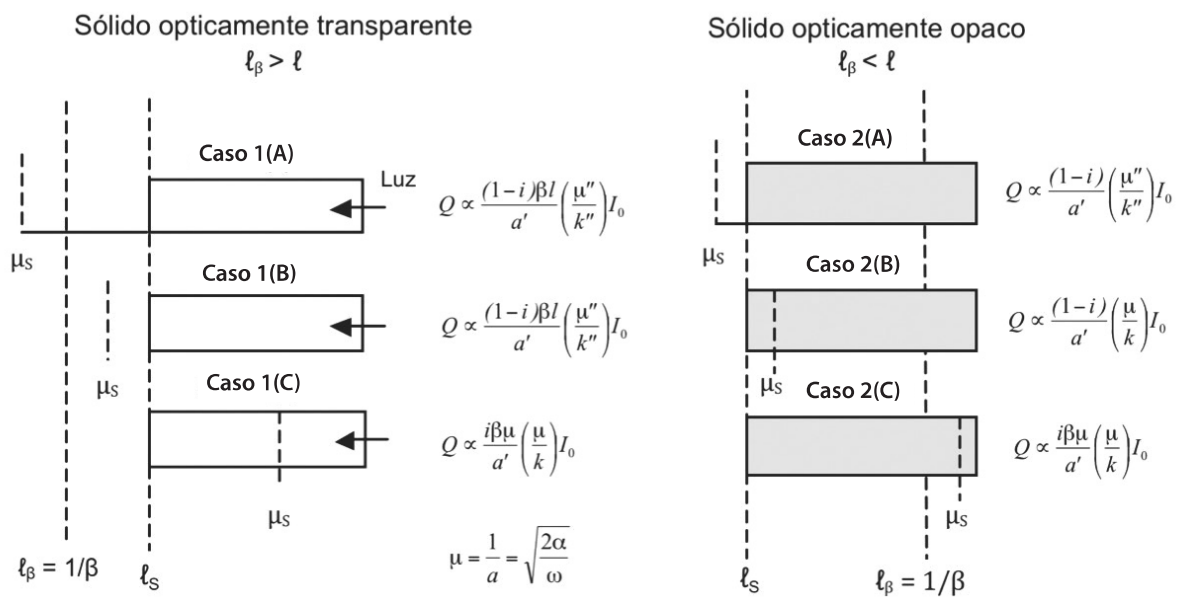 Sólido opticamente transparente
ℓβ > ℓ
Caso 1(A)
Luz
Q ∝ (1−i)βl/a′ (μ″/k″) I₀
μS
Caso 1(B)
Q ∝ (1−i)βl/a′ (μ″/k″) I₀
μS
Caso 1(C)
Q ∝ iβμ/a′ (μ/k) I₀
μS
μ = 1/a = √(2α/ω)
ℓβ = 1/β
ℓS
Sólido opticamente opaco
ℓβ < ℓ
Caso 2(A)
Q ∝ (1−i)/a′ (μ″/k″) I₀
μS
Caso 2(B)
Q ∝ (1−i)/a′ (μ/k) I₀
μS
Caso 2(C)
Q ∝ iβμ/a′ (μ/k) I₀
μS
ℓS
ℓβ = 1/β